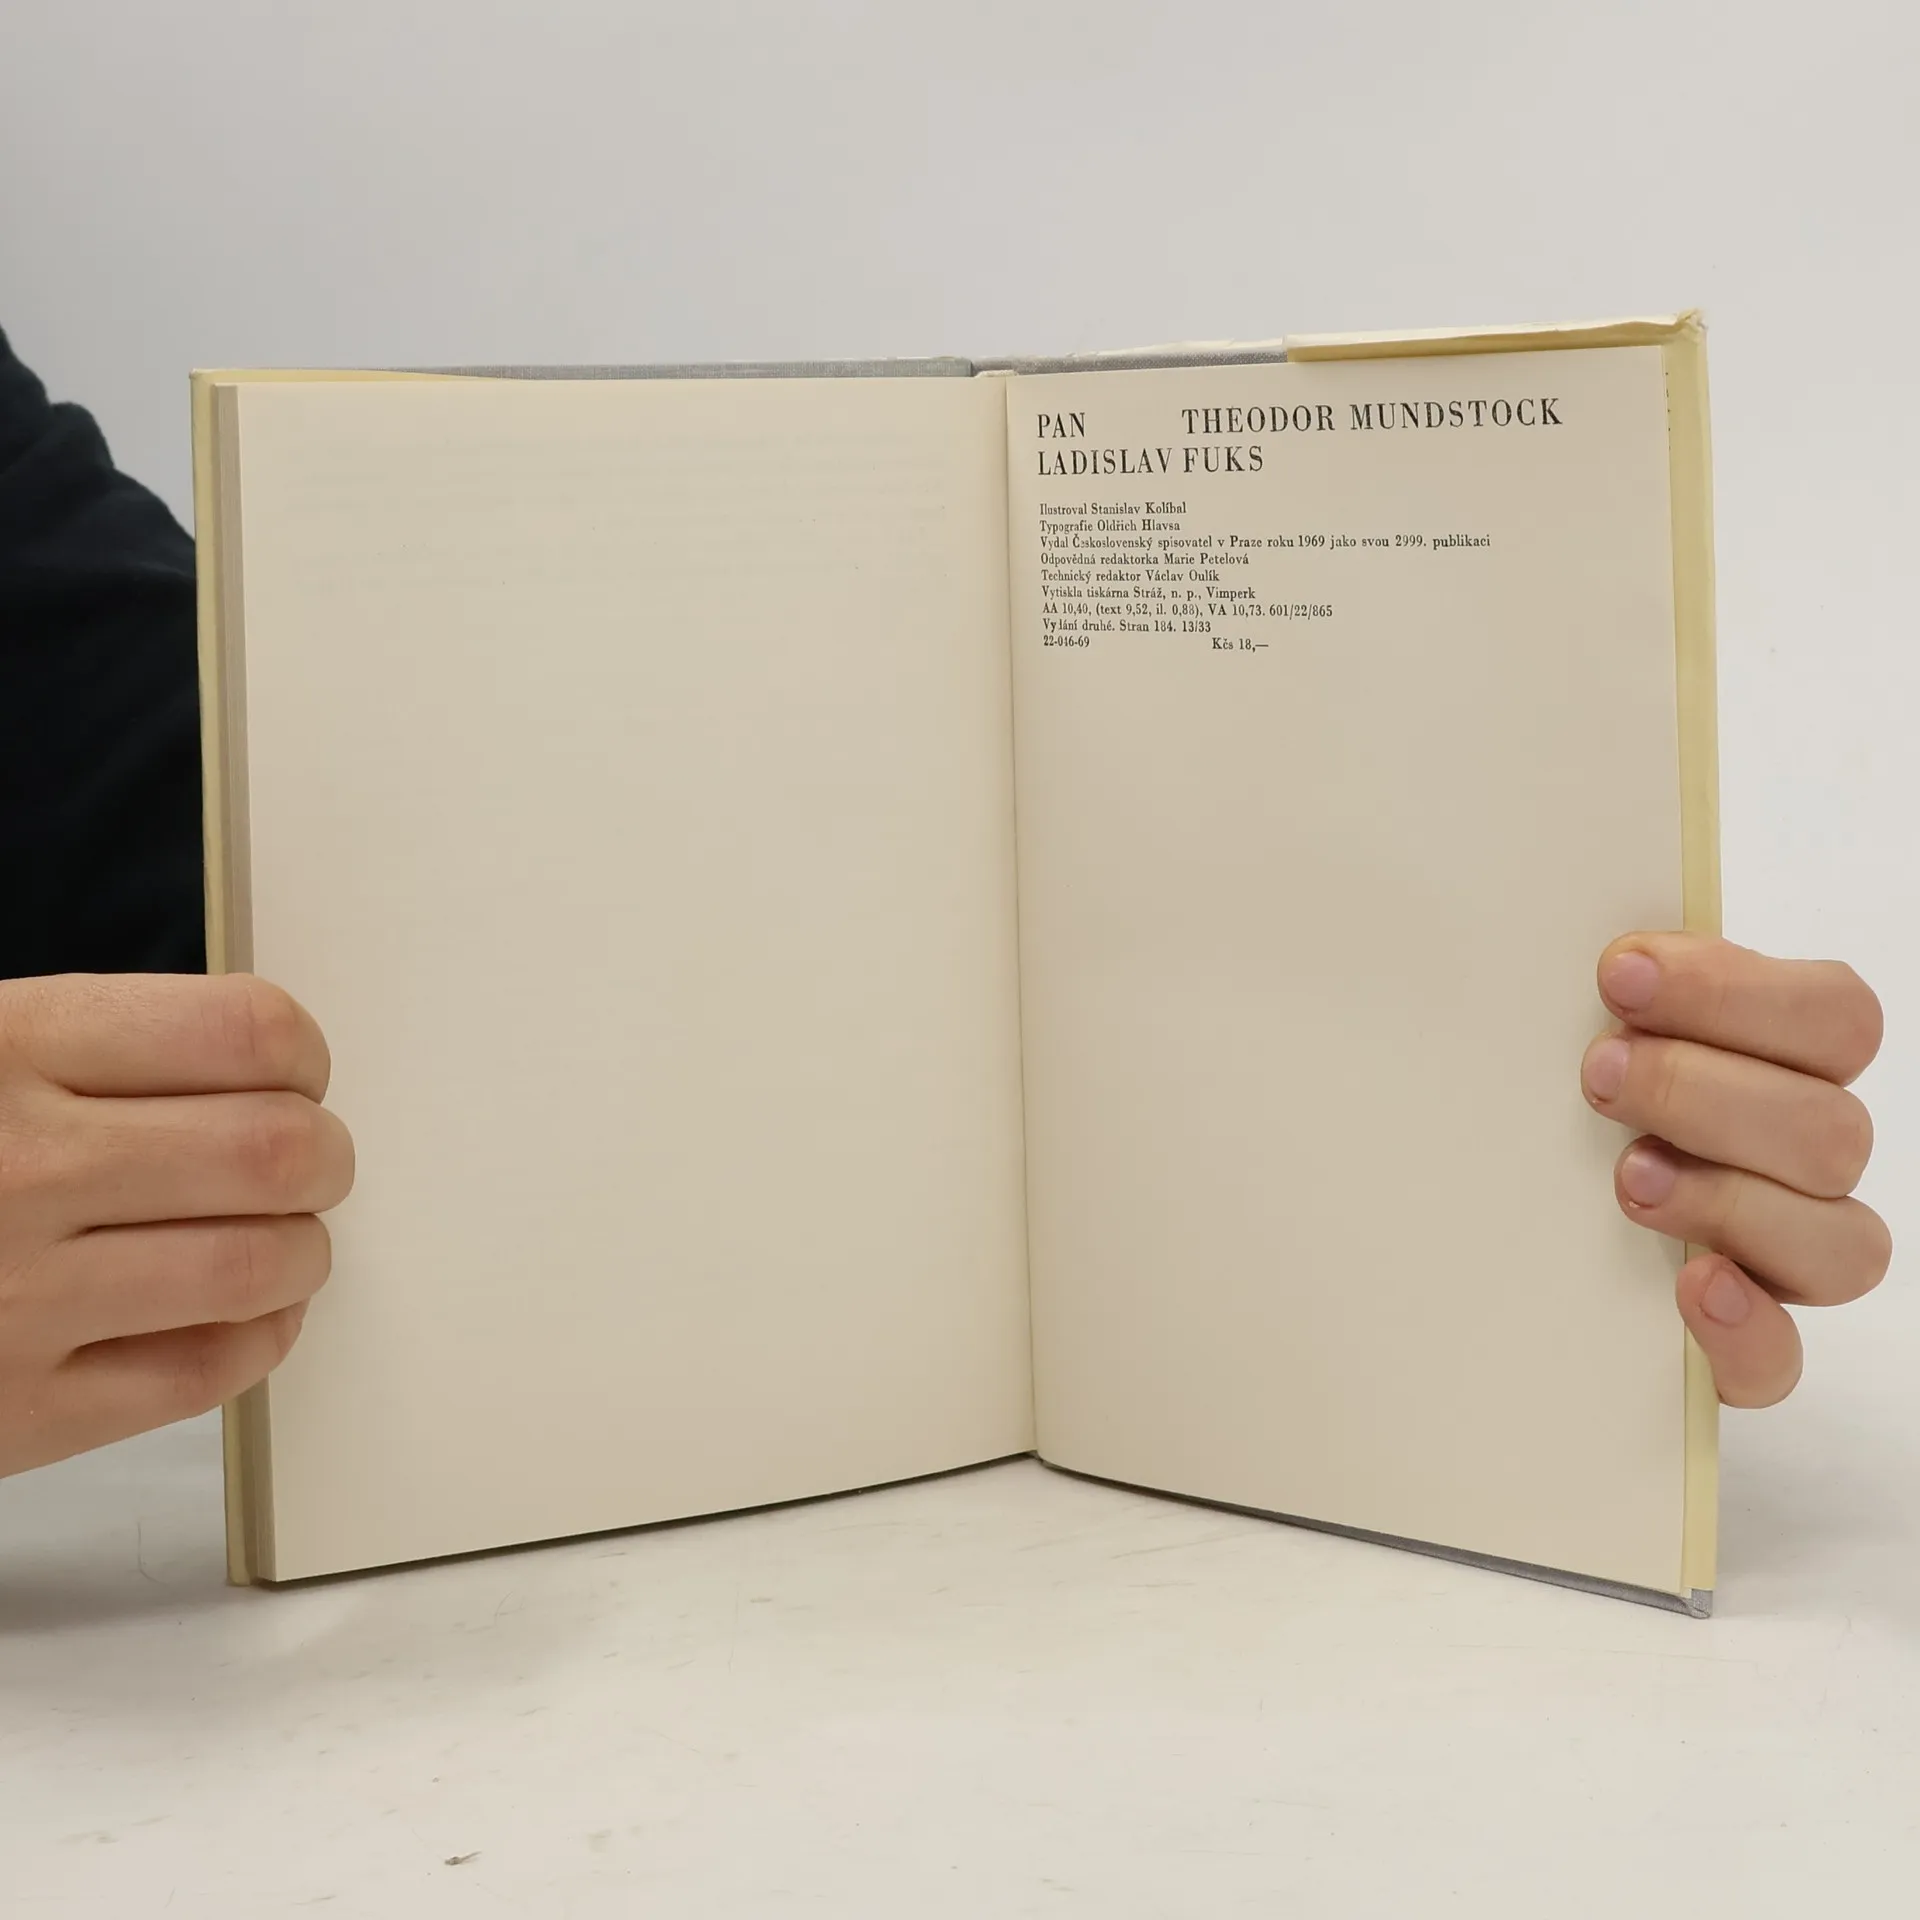 PAN THEODOR MUNDSTOCK
LADISLAV FUKS
Ilustroval Stanislav Kolíbal
Typografie Oldřich Hlavsa
Vydal Československý spisovatel v Praze roku 1969 jako svou 2999. publikaci
Odpovědná redaktorka Marie Petelová
Technický redaktor Václav Oulík
Vytiskla tiskárna Stráž, n. p., Vimperk
AA 10,40, (text 9,52, il. 0,88), VA 10,73. 601/22/865
Vydání druhé. Stran 184. 13/33
22-046-69 Kčs 18,—